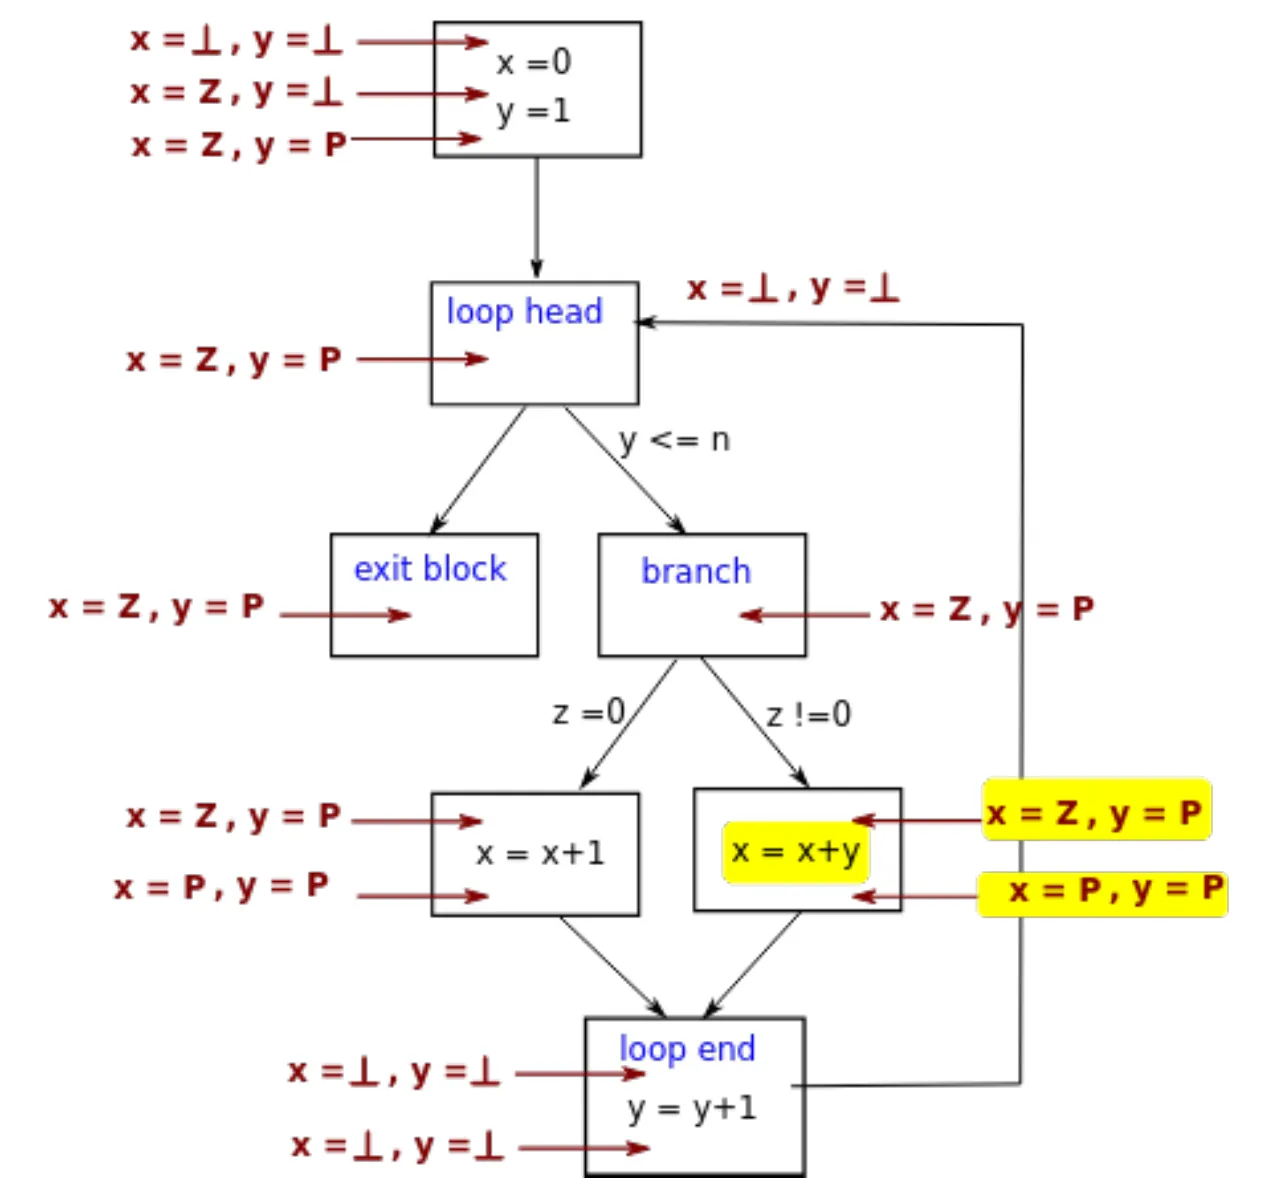 x =⊥, y =⊥
x = Z, y =⊥
x = Z, y = P
x =0
y =1
x =⊥, y =⊥
loop head
x = Z, y = P
y <= n
exit block
branch
x = Z, y = P
x = Z, y = P
z =0
z !=0
x = Z, y = P
x = x+1
x = P, y = P
x = Z, y = P
x = x+y
x = P, y = P
loop end
x =⊥, y =⊥
y = y+1
x =⊥, y =⊥